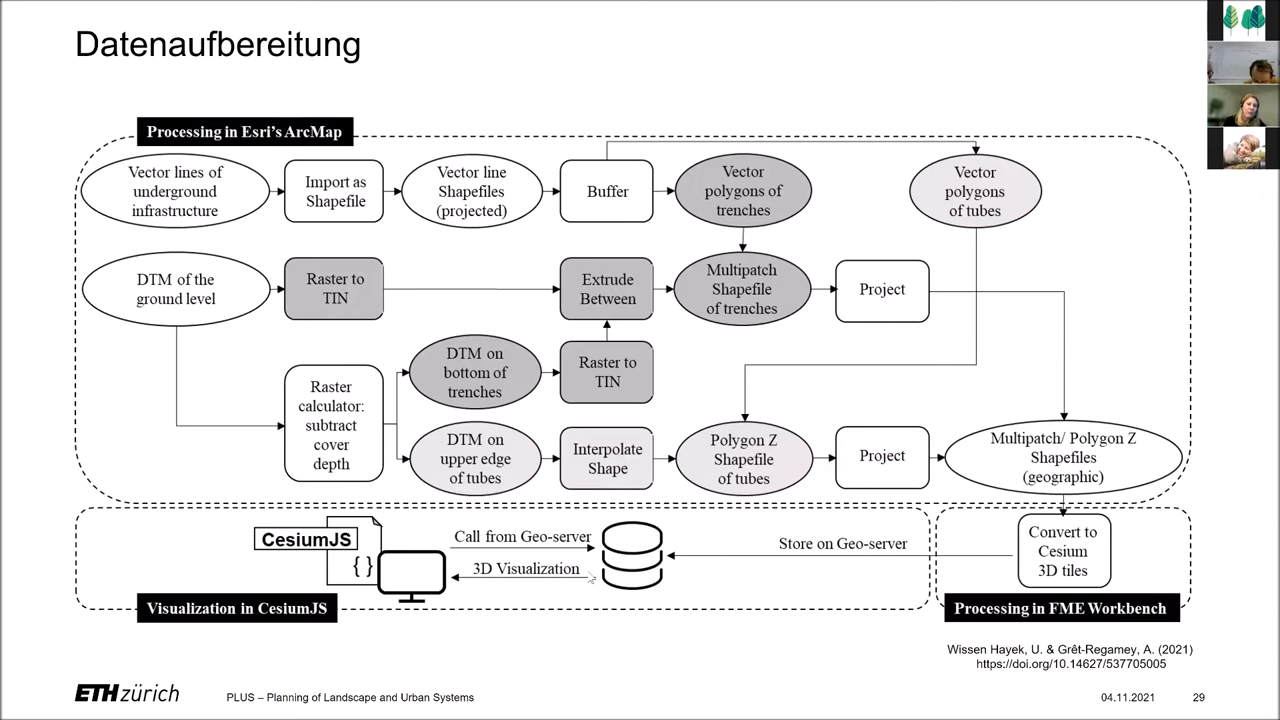 Datenaufbereitung
Processing in Esri's ArcMap
Vector lines of
underground
infrastructure
Import as
Shapefile
Vector line
Shapefiles
(projected)
Buffer
Vector
polygons of
trenches
Vector
polygons
of tubes
DTM of the
ground level
Raster to
TIN
Extrude
Between
Multipatch
Shapefile
of trenches
Project
DTM on
bottom of
trenches
Raster to
TIN
Raster
calculator:
subtract
cover
depth
DTM on
upper edge
of tubes
Interpolate
Shape
Polygon Z
Shapefile
of tubes
Project
Multipatch/ Polygon Z
Shapefiles
(geographic)
CesiumJS
{ }
Call from Geo-server
3D Visualization
Store on Geo-server
Convert to
Cesium
3D tiles
Visualization in CesiumJS
Processing in FME Workbench
Wissen Hayek, U. & Grêt-Regamey, A. (2021)
https://doi.org/10.14627/537705005
ETH zürich
PLUS – Planning of Landscape and Urban Systems
04.11.2021
29